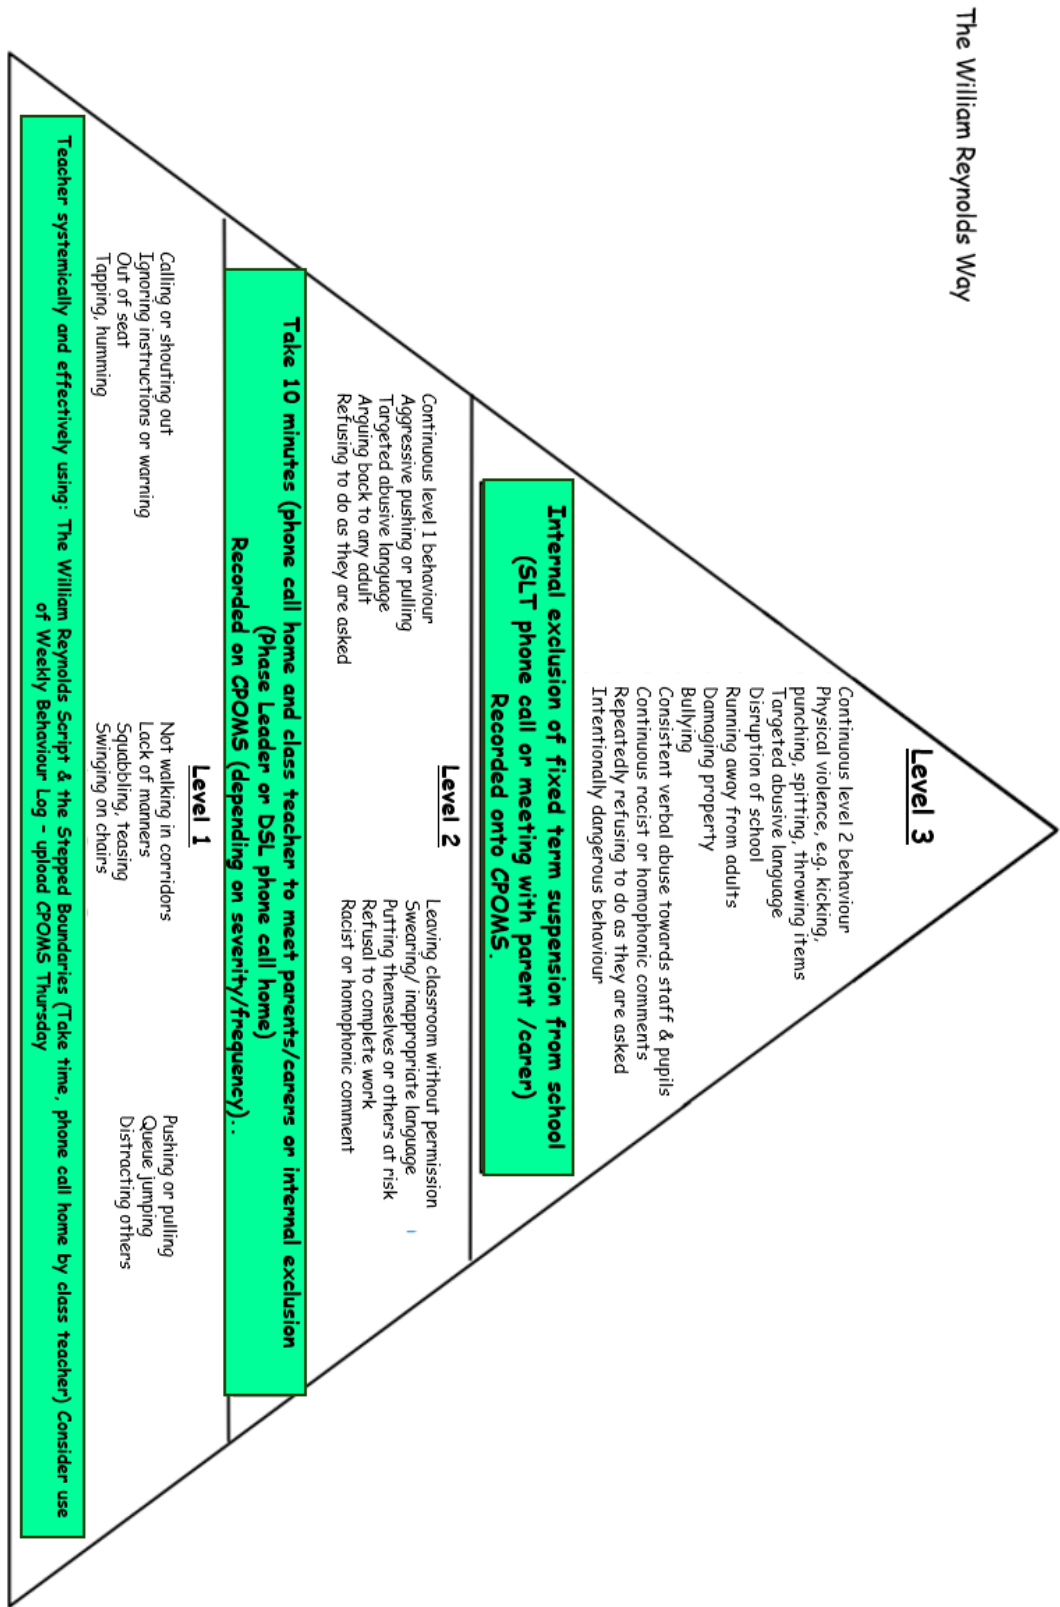 The William Reynolds Way
Level 3
Continuous level 2 behaviour
Physical violence, e.g. kicking,
punching, spitting, throwing items
Targeted abusive language
Disruption of school
Running away from adults
Damaging property
Bullying
Consistent verbal abuse towards staff & pupils
Continuous racist or homophonic comments
Repeatedly refusing to do as they are asked
Intentionally dangerous behaviour
Internal exclusion of fixed term suspension from school
(SLT phone call or meeting with parent /carer)
Recorded onto CPOMS.
Level 2
Continuous level 1 behaviour
Aggressive pushing or pulling
Targeted abusive language
Arguing back to any adult
Refusing to do as they are asked
Leaving classroom without permission
Swearing/ inappropriate language
Putting themselves or others at risk
Refusal to complete work
Racist or homophonic comment
Take 10 minutes (phone call home and class teacher to meet parents/carers or internal exclusion
(Phase Leader or DSL phone call home)
Recorded on CPOMS (depending on severity/frequency)..
Level 1
Calling or shouting out
Ignoring instructions or warning
Out of seat
Tapping, humming
Not walking in corridors
Lack of manners
Squabbling, teasing
Swinging on chairs
Pushing or pulling
Queue jumping
Distracting others
Teacher systemically and effectively using: The William Reynolds Script & the Stepped Boundaries (Take time, phone call home by class teacher) Consider use
of Weekly Behaviour Log - upload CPOMS Thursday